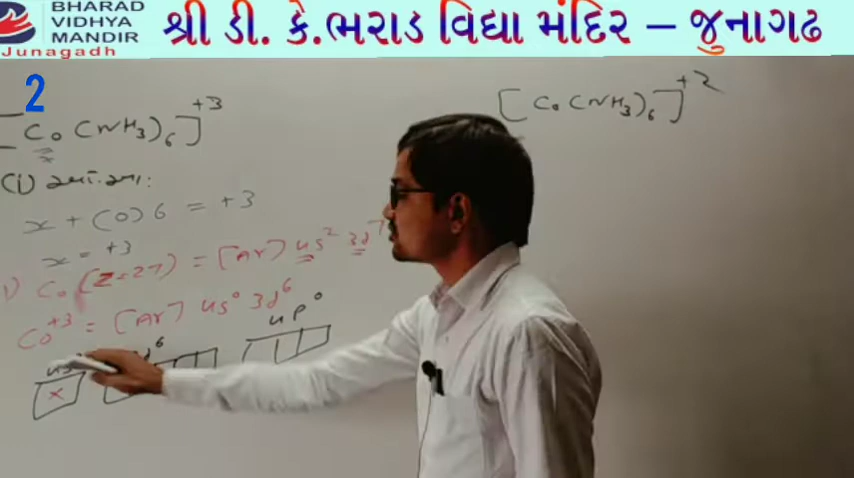 BHARAD
VIDHYA
MANDIR
Junagadh
શ્રી ડી. કે.ભરાડ વિદ્યા મંદિર – જુનાગઢ
2
[Co(NH3)6]+3
[Co(NH3)6]+2
(i)
x + (0)6 = +3
x = +3
Co (Z=27) = [Ar] 4s2 3d7
Co+3 = [Ar] 4s0 3d6
4p0
x